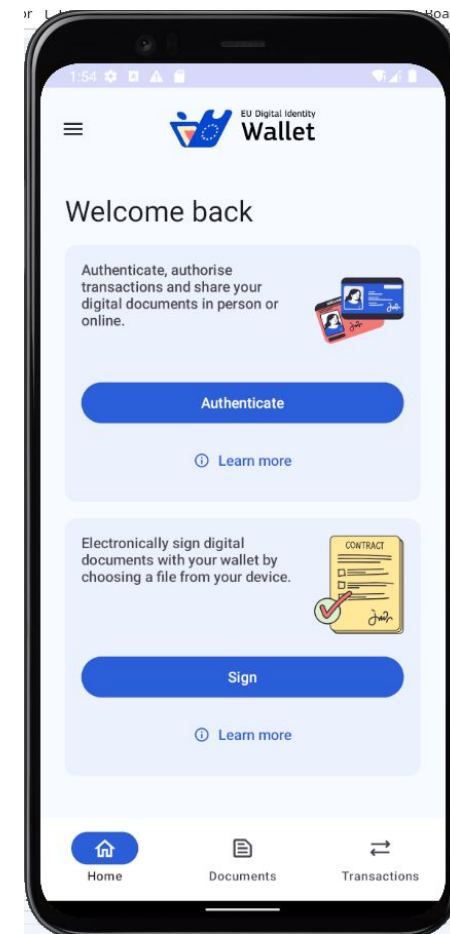 1:54
EU Digital Identity
Wallet
Welcome back
Authenticate, authorise
transactions and share your
digital documents in person or
online.
Authenticate
Learn more
Electronically sign digital
documents with your wallet by
choosing a file from your device.
CONTRACT
Sign
Learn more
Home
Documents
Transactions